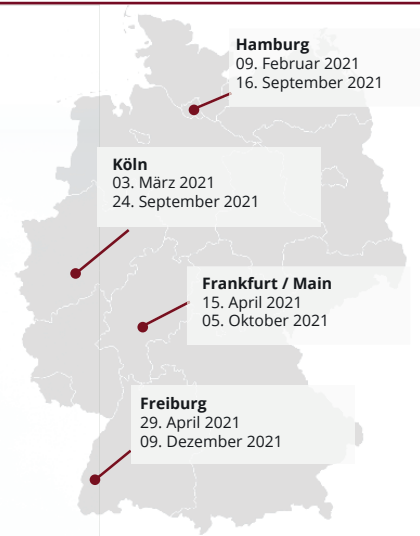 Hamburg
09. Februar 2021
16. September 2021
Köln
03. März 2021
24. September 2021
Frankfurt / Main
15. April 2021
05. Oktober 2021
Freiburg
29. April 2021
09. Dezember 2021